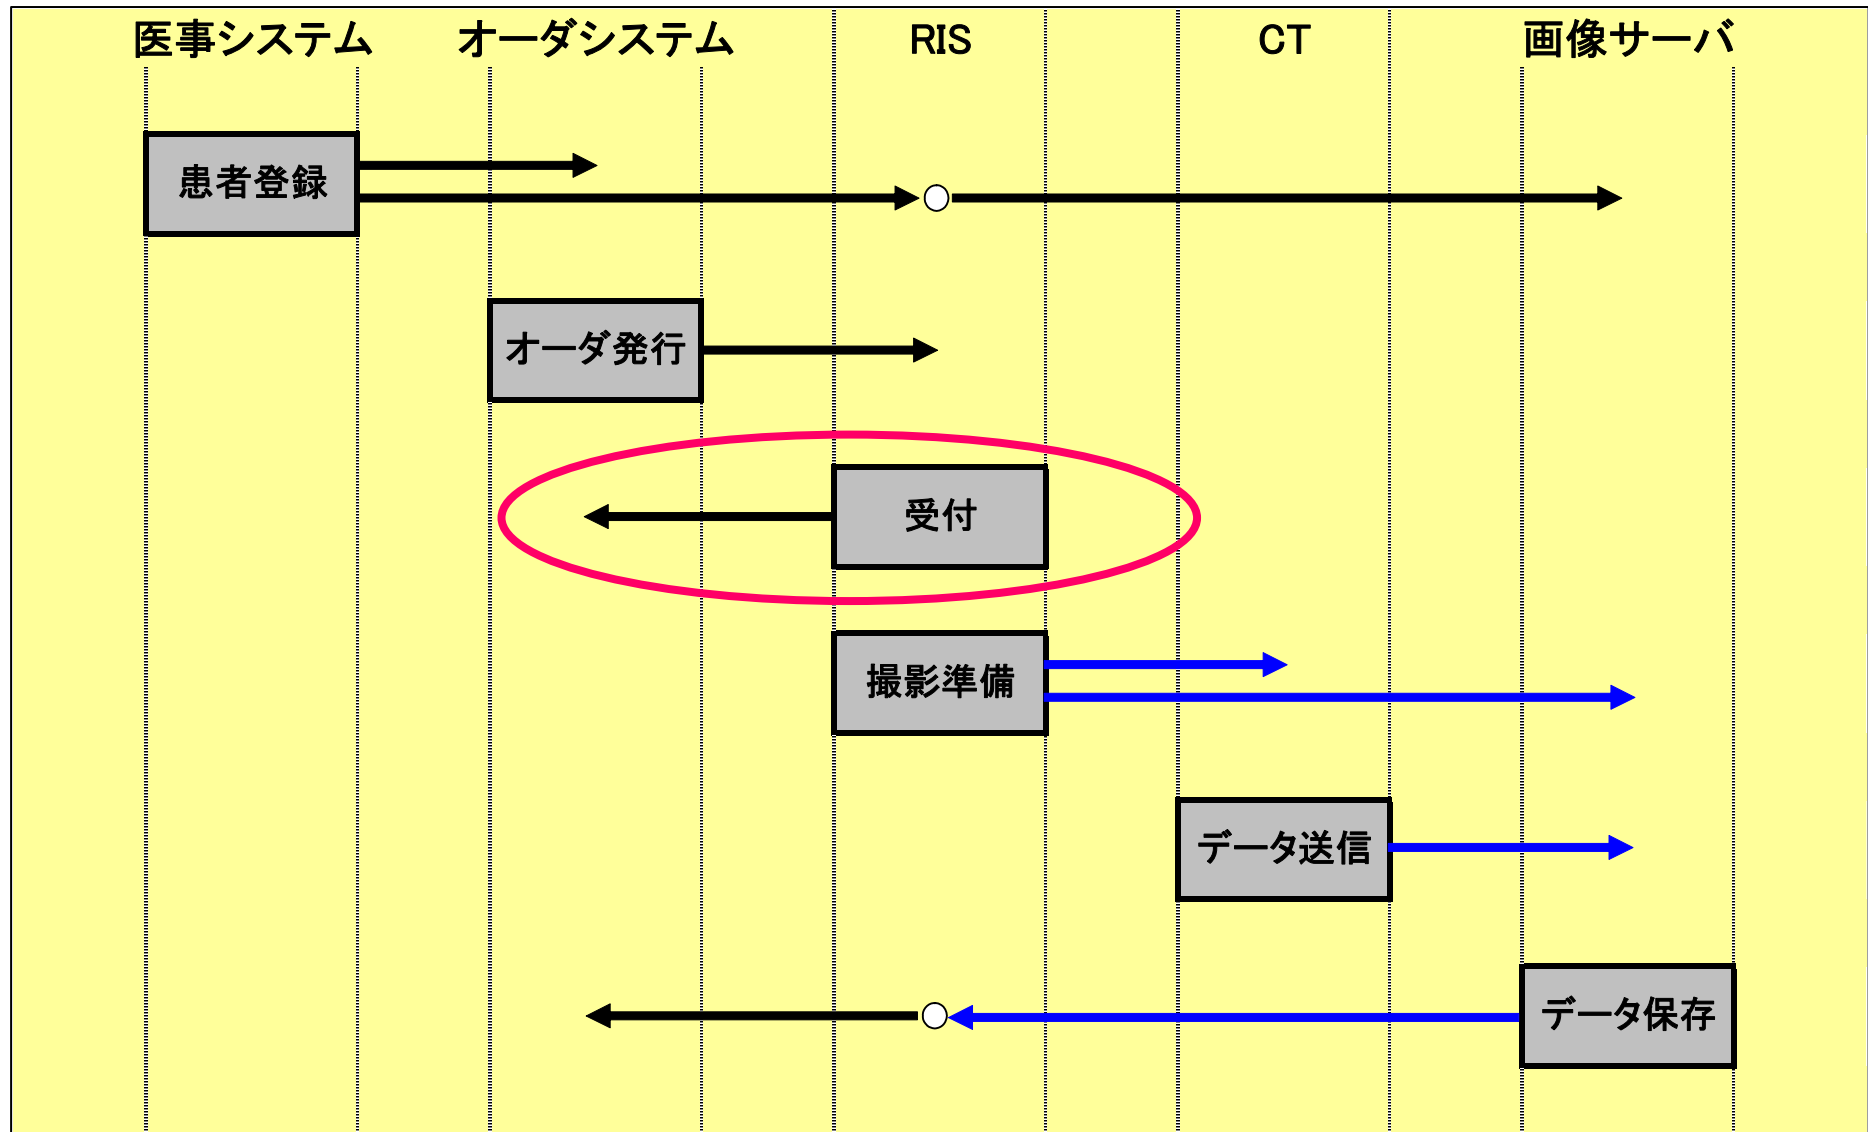 医事システム
オーダシステム
RIS
CT
画像サーバ
患者登録
オーダ発行
受付
撮影準備
データ送信
データ保存